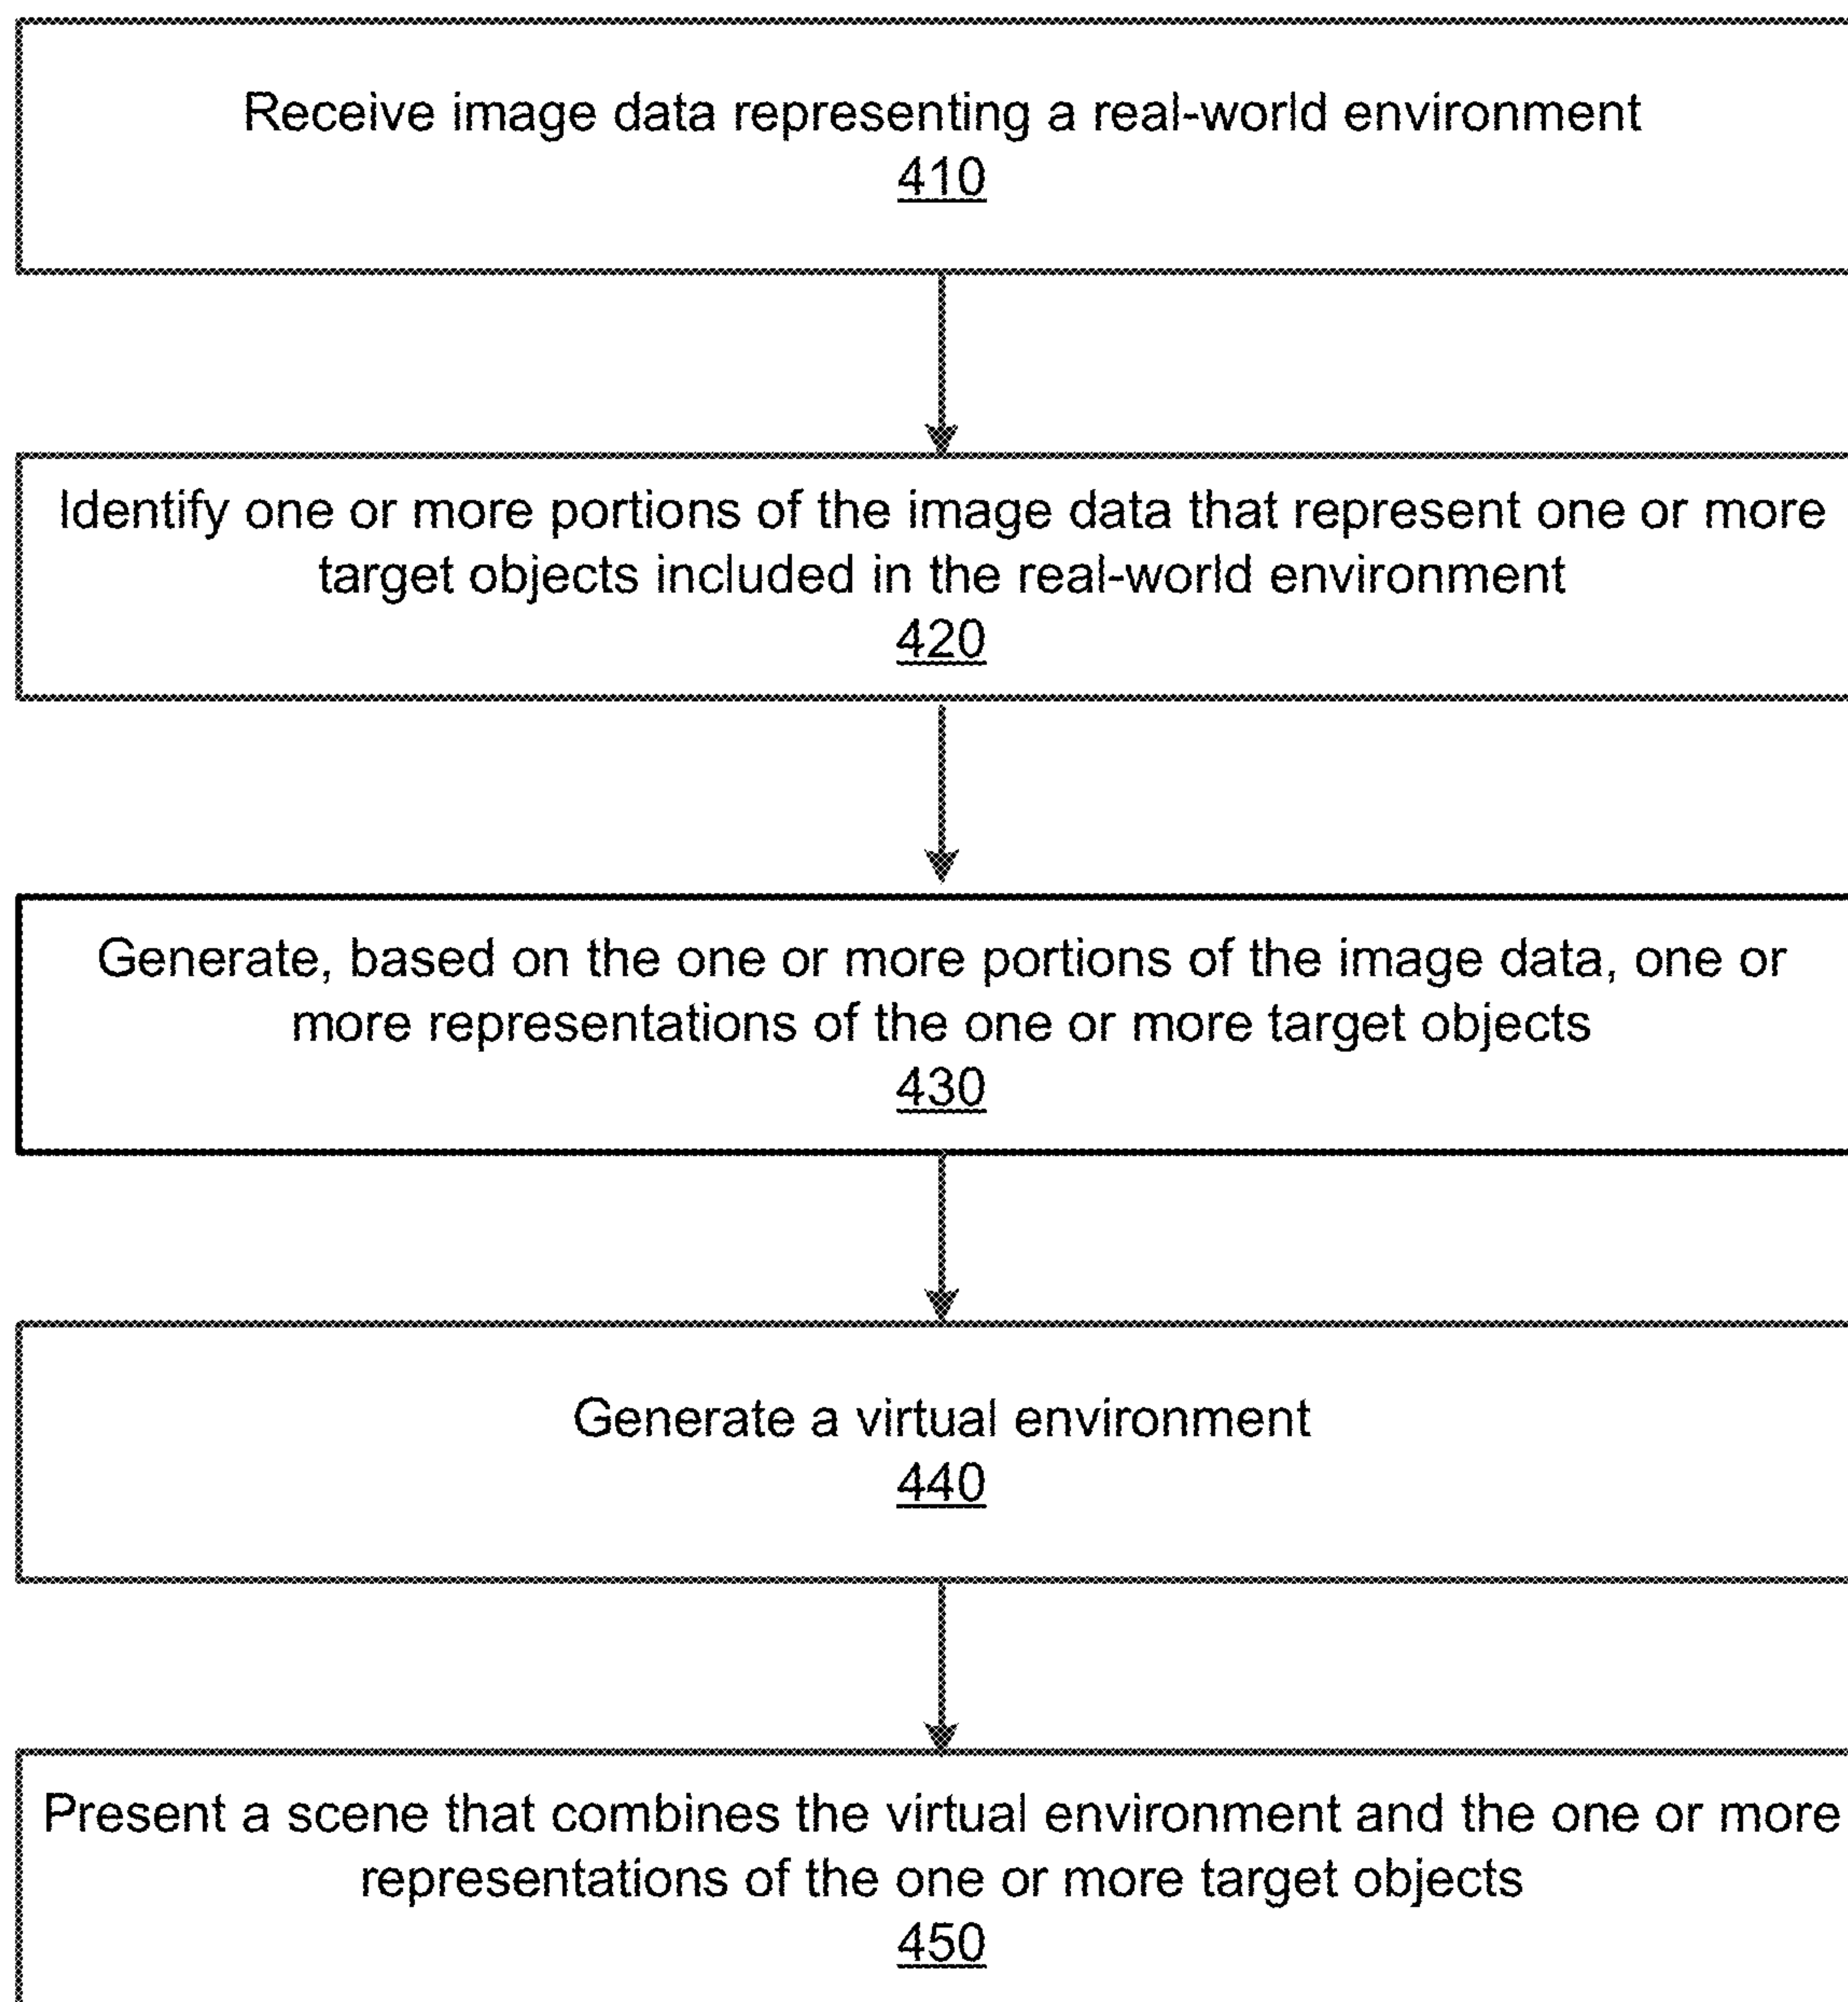 Receive image data representing a real-world environment
410
Identify one or more portions of the image data that represent one or more
target objects included in the real-world environment
420
Generate, based on the one or more portions of the image data, one or
more representations of the one or more target objects
430
Generate a virtual environment
440
Present a scene that combines the virtual environment and the one or more
representations of the one or more target objects
450